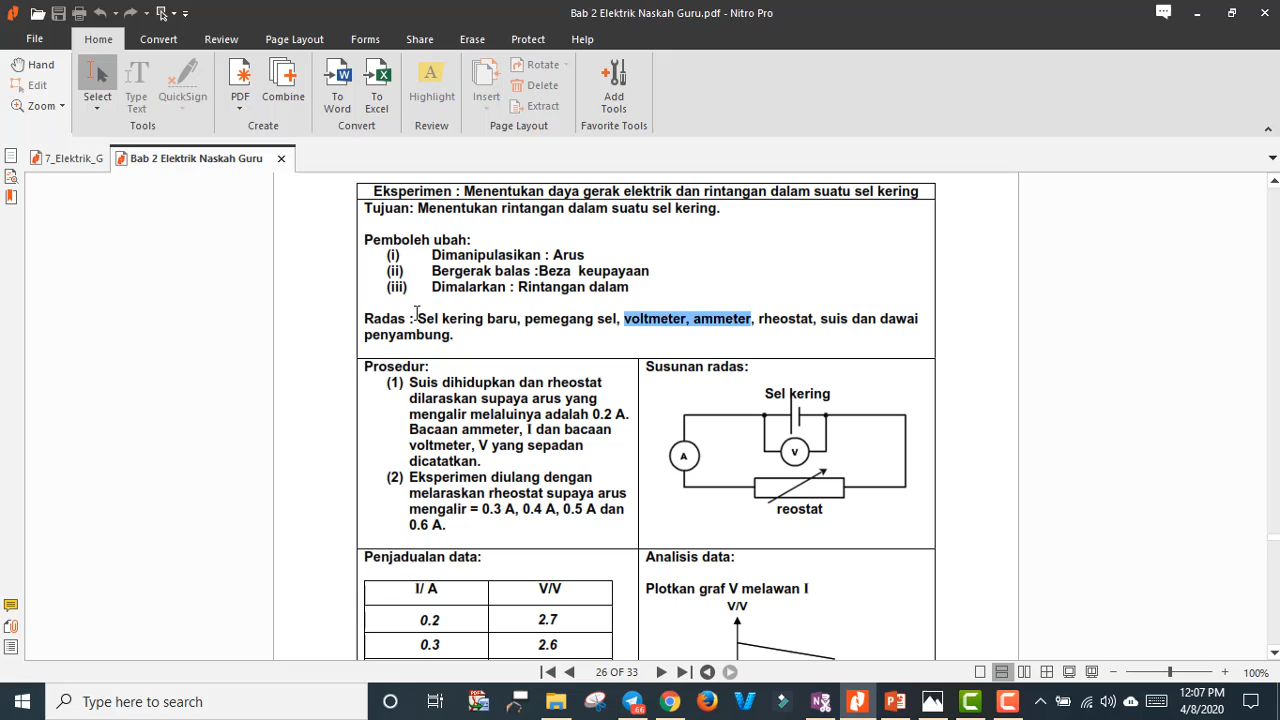 Bab 2 Elektrik Naskah Guru.pdf - Nitro Pro
File Home Convert Review Page Layout Forms Share Erase Protect Help
Hand
Edit
Zoom
Select
Type Text
QuickSign
Tools
PDF
Combine
Create
To Word
To Excel
Convert
Highlight
Review
Insert
Rotate
Delete
Extract
Page Layout
Add Tools
Favorite Tools
7_Elektrik_G
Bab 2 Elektrik Naskah Guru
Eksperimen : Menentukan daya gerak elektrik dan rintangan dalam suatu sel kering
Tujuan: Menentukan rintangan dalam suatu sel kering.
Pemboleh ubah:
(i) Dimanipulasikan : Arus
(ii) Bergerak balas :Beza keupayaan
(iii) Dimalarkan : Rintangan dalam
Radas : Sel kering baru, pemegang sel, voltmeter, ammeter, rheostat, suis dan dawai
penyambung.
Prosedur:
(1) Suis dihidupkan dan rheostat
dilaraskan supaya arus yang
mengalir melaluinya adalah 0.2 A.
Bacaan ammeter, I dan bacaan
voltmeter, V yang sepadan
dicatatkan.
(2) Eksperimen diulang dengan
melaraskan rheostat supaya arus
mengalir = 0.3 A, 0.4 A, 0.5 A dan
0.6 A.
Susunan radas:
Sel kering
A
V
reostat
Penjadualan data:
I/ A V/V
0.2 2.7
0.3 2.6
Analisis data:
Plotkan graf V melawan I
V/V
26 OF 33
100%
Type here to search
66
12:07 PM
4/8/2020